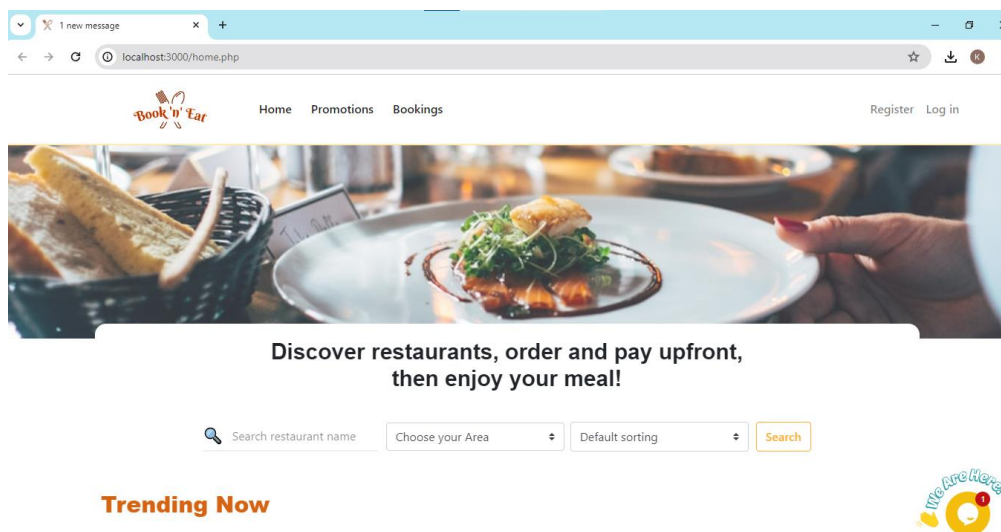 1 new message
localhost:3000/home.php
K
Book 'n' Eat
Home Promotions Bookings
Register Log in
Discover restaurants, order and pay upfront,
then enjoy your meal!
Search restaurant name
Choose your Area
Default sorting
Search
Trending Now
We Are Here!
1